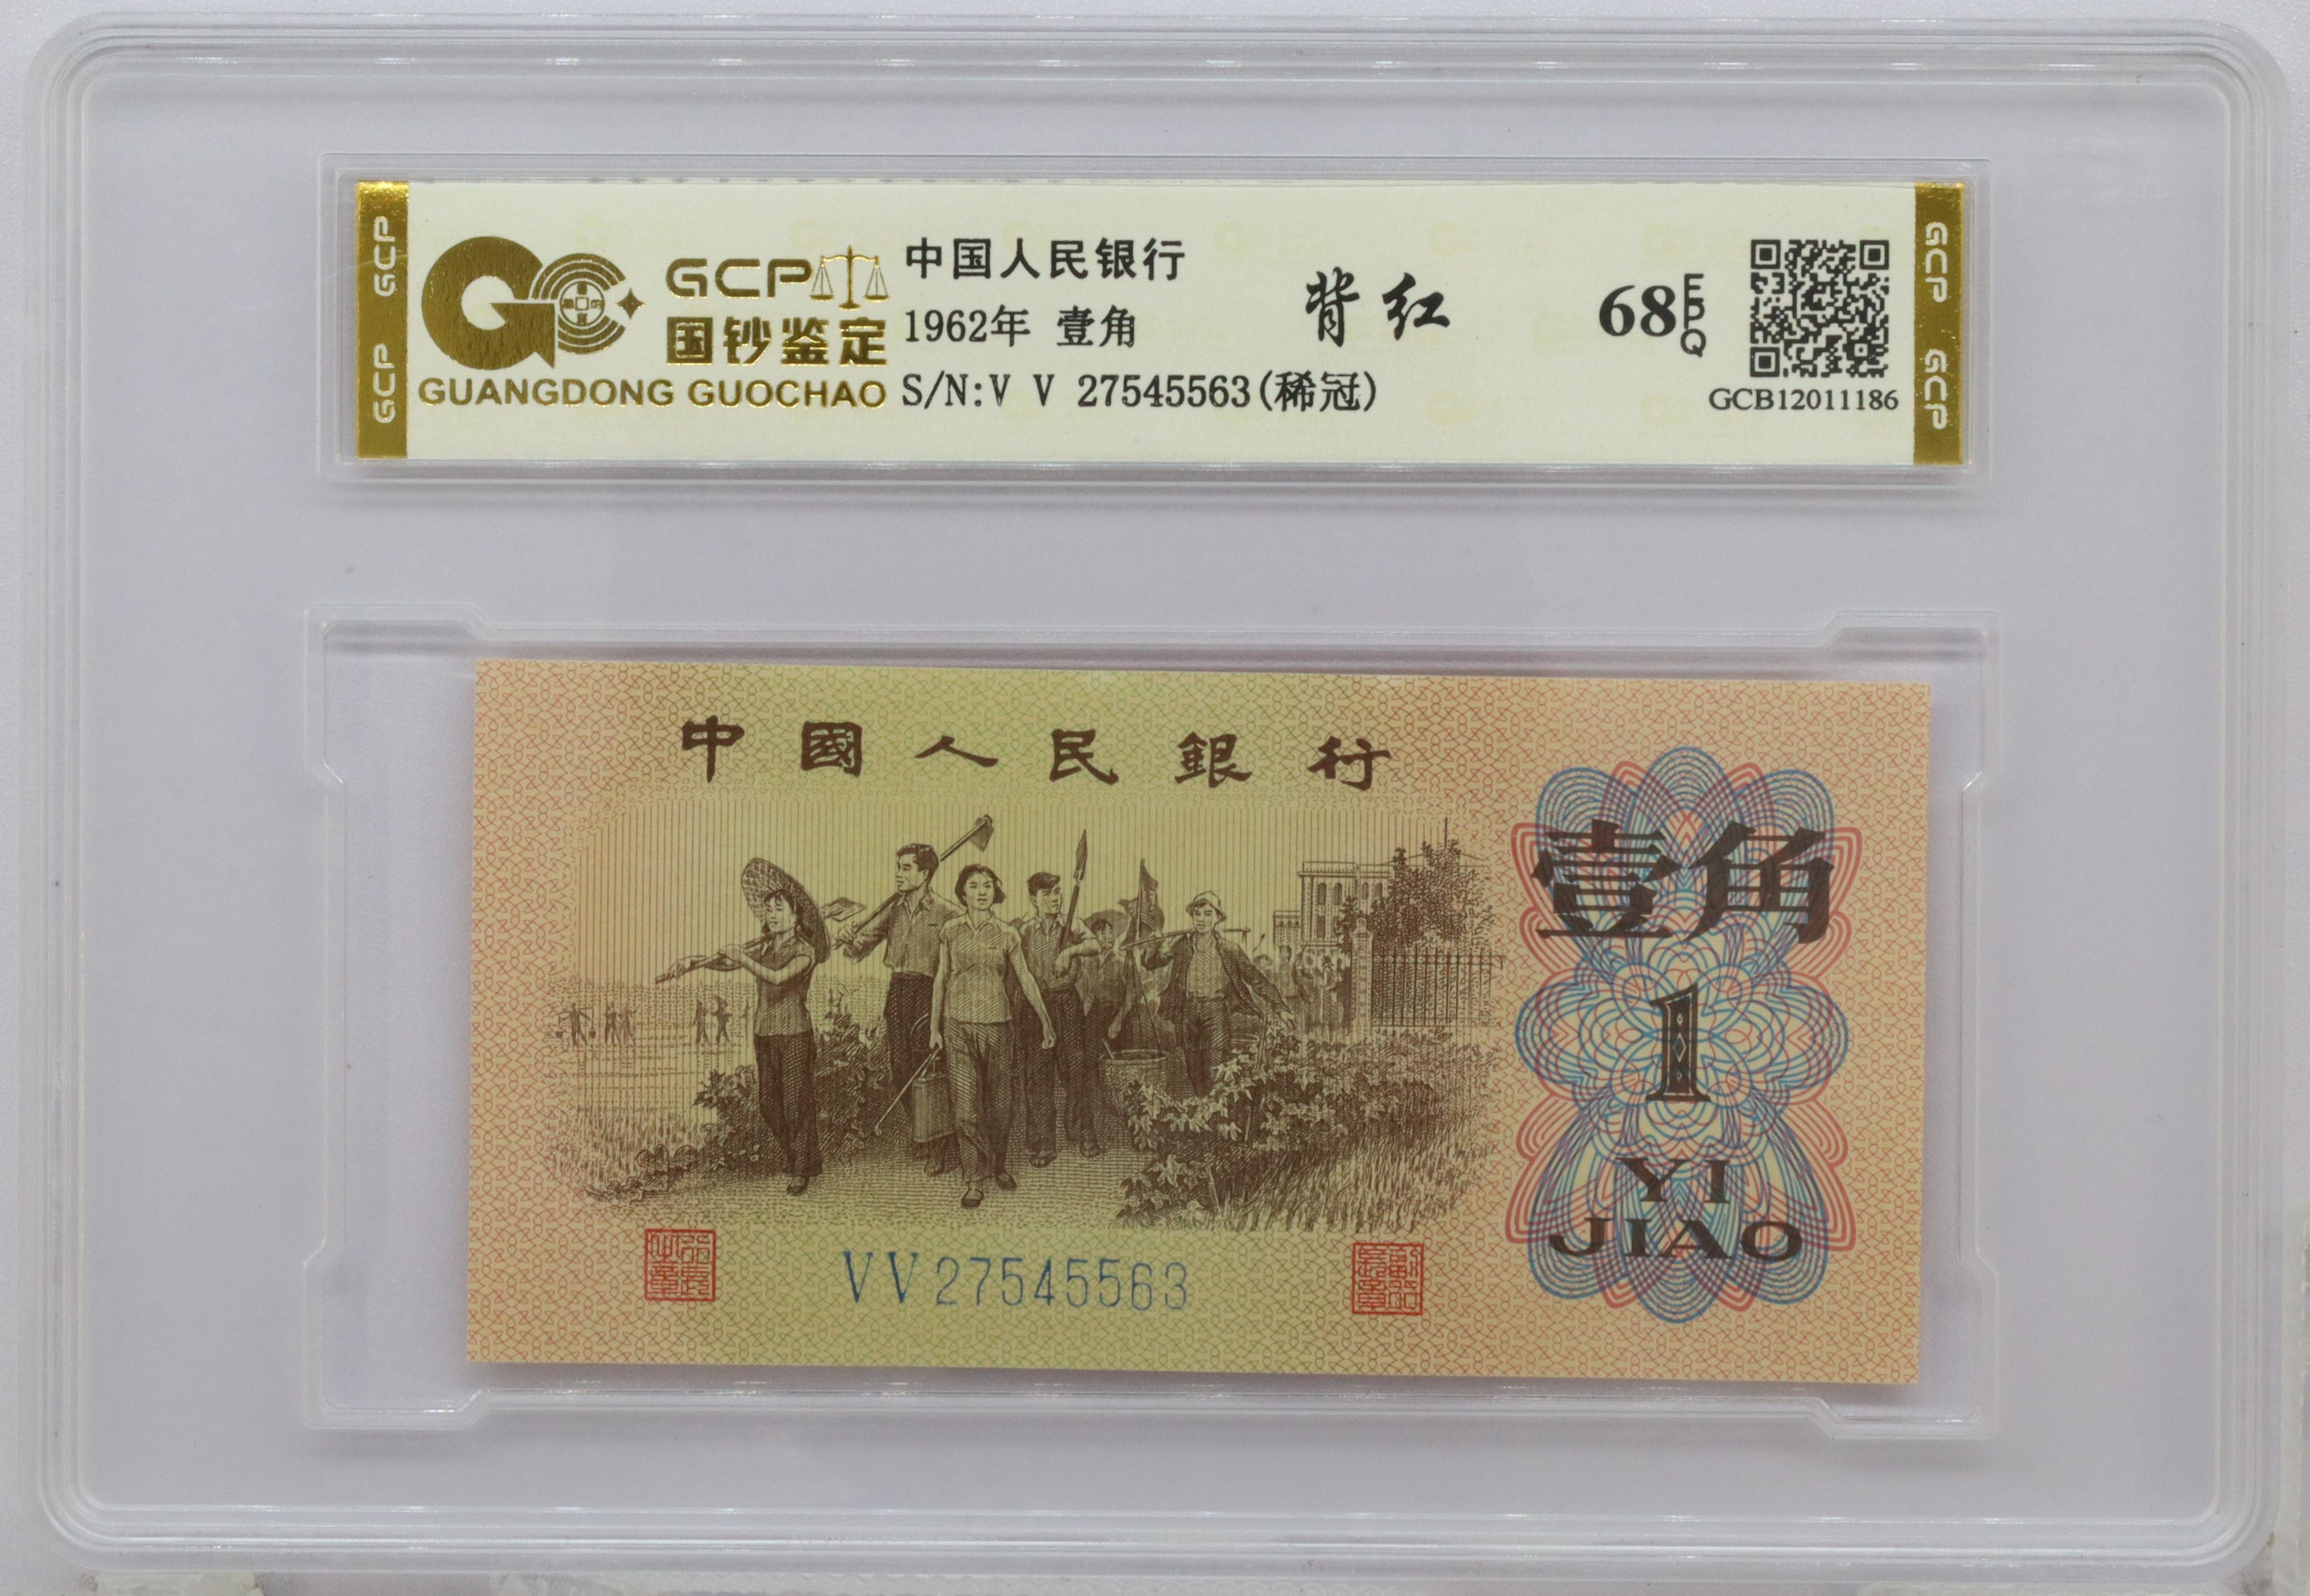 GCP GCP
GCP
国钞鉴定
GUANGDONG GUOCHAO
中国人民银行
1962年 壹角
S/N:V V 27545563(稀冠)
背红
68 EPQ
GCB12011186
GCP GCP
中國人民銀行
壹角
1
YI
JIAO
VV27545563